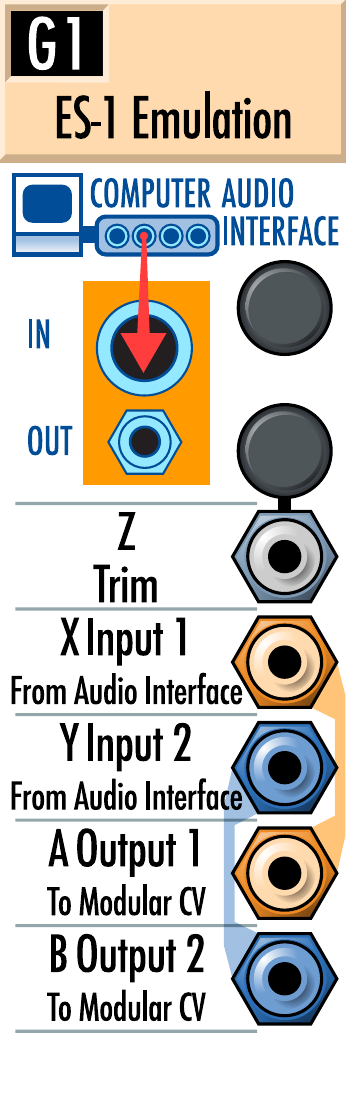 G1
ES-1 Emulation
COMPUTER AUDIO
INTERFACE
IN
OUT
Z
Trim
X Input 1
From Audio Interface
Y Input 2
From Audio Interface
A Output 1
To Modular CV
B Output 2
To Modular CV